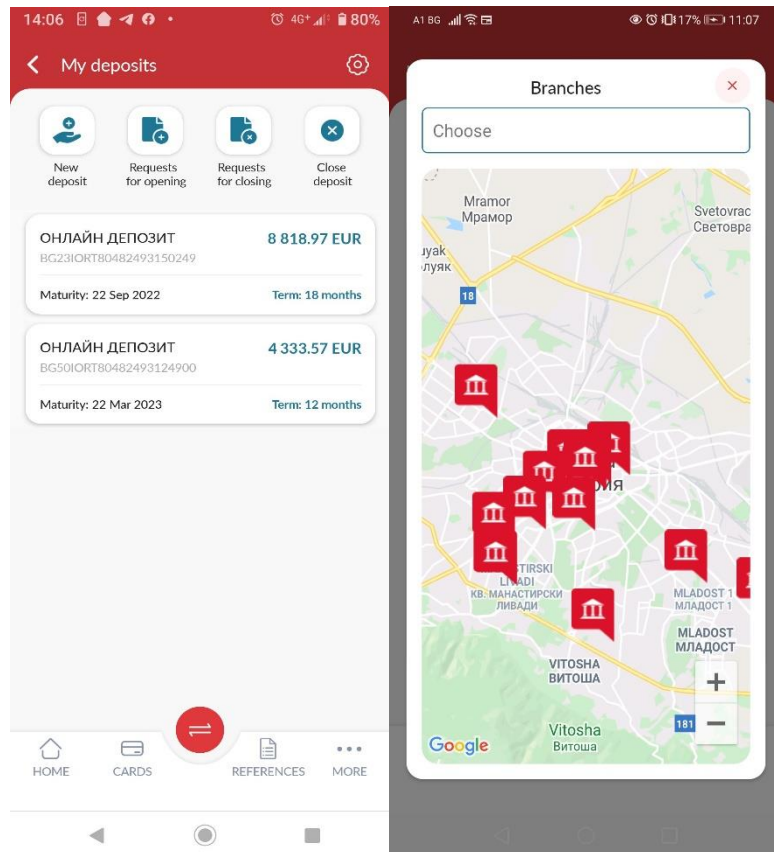 14:06
4G+
80%
My deposits
New
deposit
Requests
for opening
Requests
for closing
Close
deposit
ОНЛАЙН ДЕПОЗИТ
8 818.97 EUR
BG23IORT80482493150249
Maturity: 22 Sep 2022
Term: 18 months
ОНЛАЙН ДЕПОЗИТ
4 333.57 EUR
BG50IORT80482493124900
Maturity: 22 Mar 2023
Term: 12 months
HOME
CARDS
REFERENCES
MORE
A1 BG
17%
11:07
Branches
Choose
Mramor
Мрамор
Svetovrac
Световра
18
MLADOST 1
МЛАДОСТ 1
LIVADI
КВ. МАНАСТИРСКИ
ЛИВАДИ
MLADOST
МЛАДОСТ
VITOSHA
ВИТОША
181
Vitosha
Витоша
+
−
Google